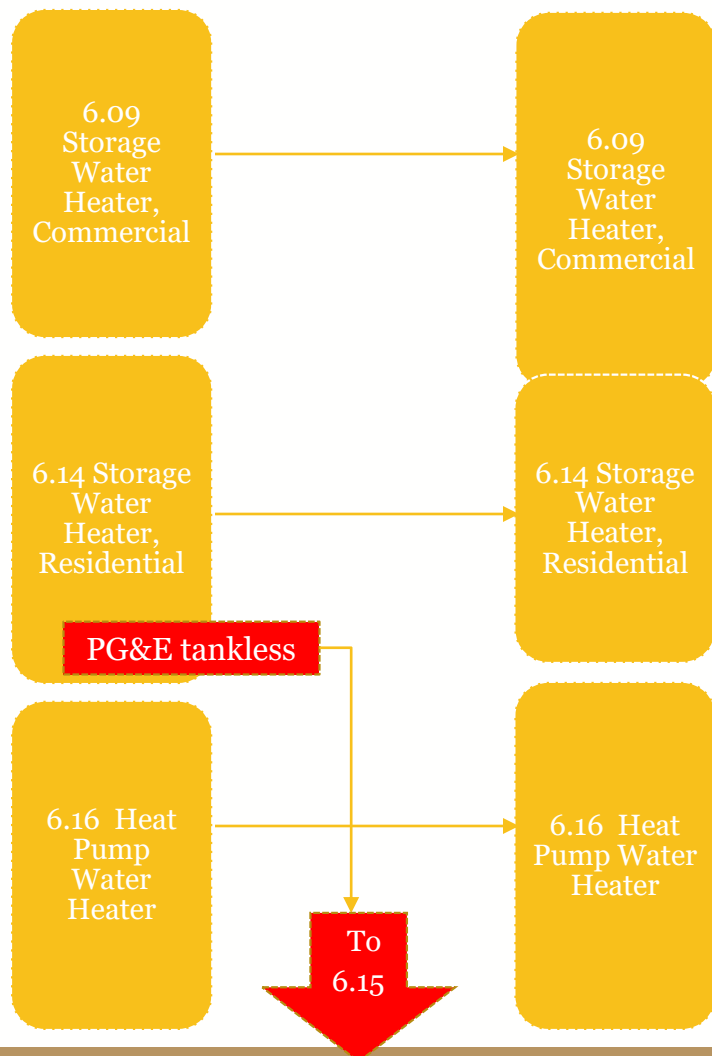 6.09
Storage
Water
Heater,
Commercial
6.09
Storage
Water
Heater,
Commercial
6.14 Storage
Water
Heater,
Residential
6.14 Storage
Water
Heater,
Residential
PG&E tankless
6.16 Heat
Pump
Water
Heater
6.16 Heat
Pump Water
Heater
To
6.15